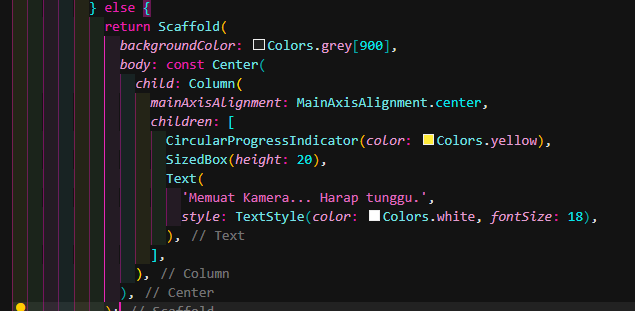 } else {
return Scaffold(
backgroundColor: Colors.grey[900],
body: const Center(
child: Column(
mainAxisAlignment: MainAxisAlignment.center,
children: [
CircularProgressIndicator(color: Colors.yellow),
SizedBox(height: 20),
Text(
'Memuat Kamera... Harap tunggu.',
style: TextStyle(color: Colors.white, fontSize: 18),
), // Text
],
), // Column
), // Center
); // Scaffold